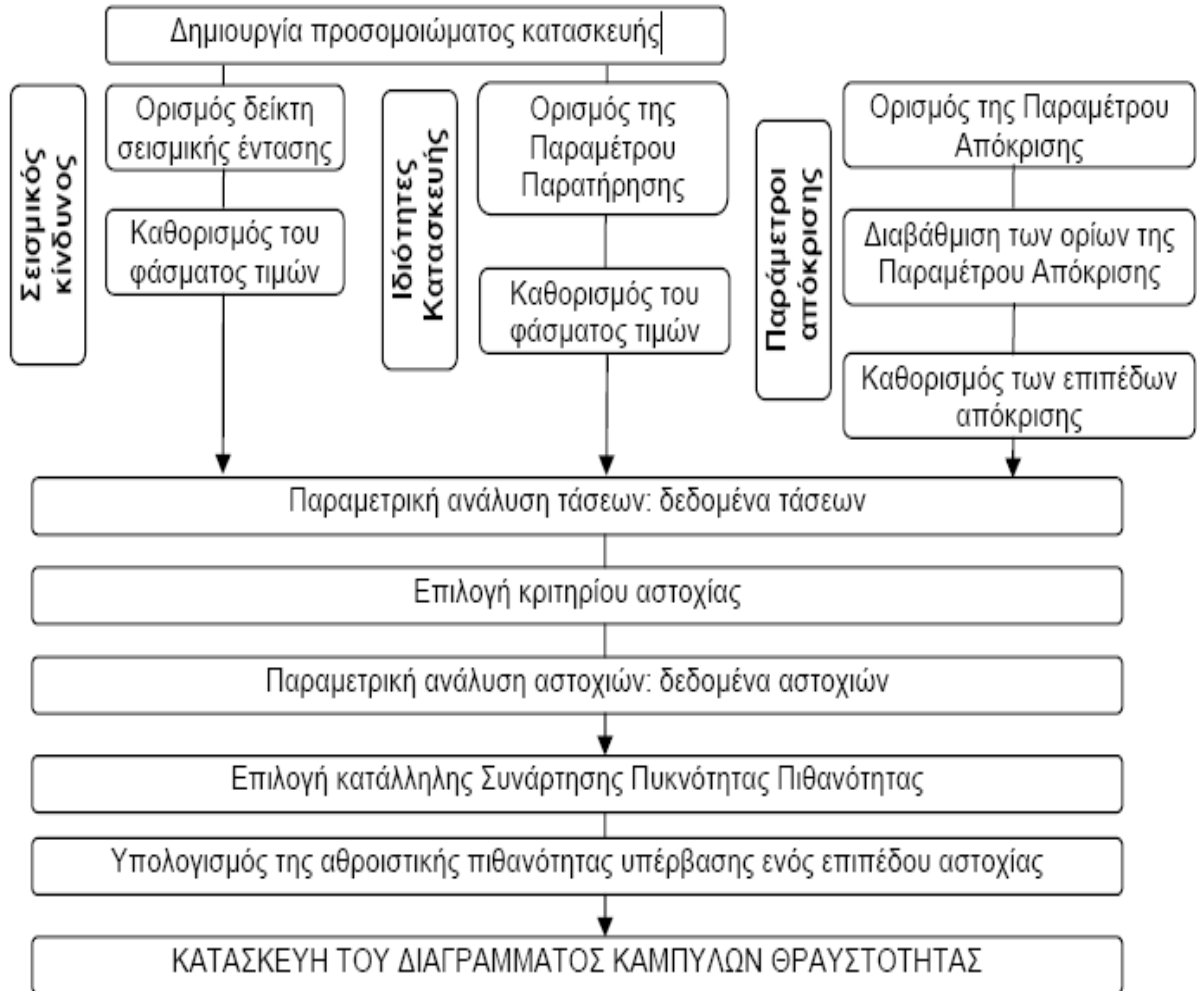 Δημιουργία προσομοιώματος κατασκευής
Σεισμικός
κίνδυνος
Ορισμός δείκτη
σεισμικής έντασης
Καθορισμός του
φάσματος τιμών
Ιδιότητες
Κατασκευής
Ορισμός της
Παραμέτρου
Παρατήρησης
Καθορισμός του
φάσματος τιμών
Παράμετροι
απόκρισης
Ορισμός της Παραμέτρου
Απόκρισης
Διαβάθμιση των ορίων της
Παραμέτρου Απόκρισης
Καθορισμός των επιπέδων
απόκρισης
Παραμετρική ανάλυση τάσεων: δεδομένα τάσεων
Επιλογή κριτηρίου αστοχίας
Παραμετρική ανάλυση αστοχιών: δεδομένα αστοχιών
Επιλογή κατάλληλης Συνάρτησης Πυκνότητας Πιθανότητας
Υπολογισμός της αθροιστικής πιθανότητας υπέρβασης ενός επιπέδου αστοχίας
ΚΑΤΑΣΚΕΥΗ ΤΟΥ ΔΙΑΓΡΑΜΜΑΤΟΣ ΚΑΜΠΥΛΩΝ ΘΡΑΥΣΤΟΤΗΤΑΣ